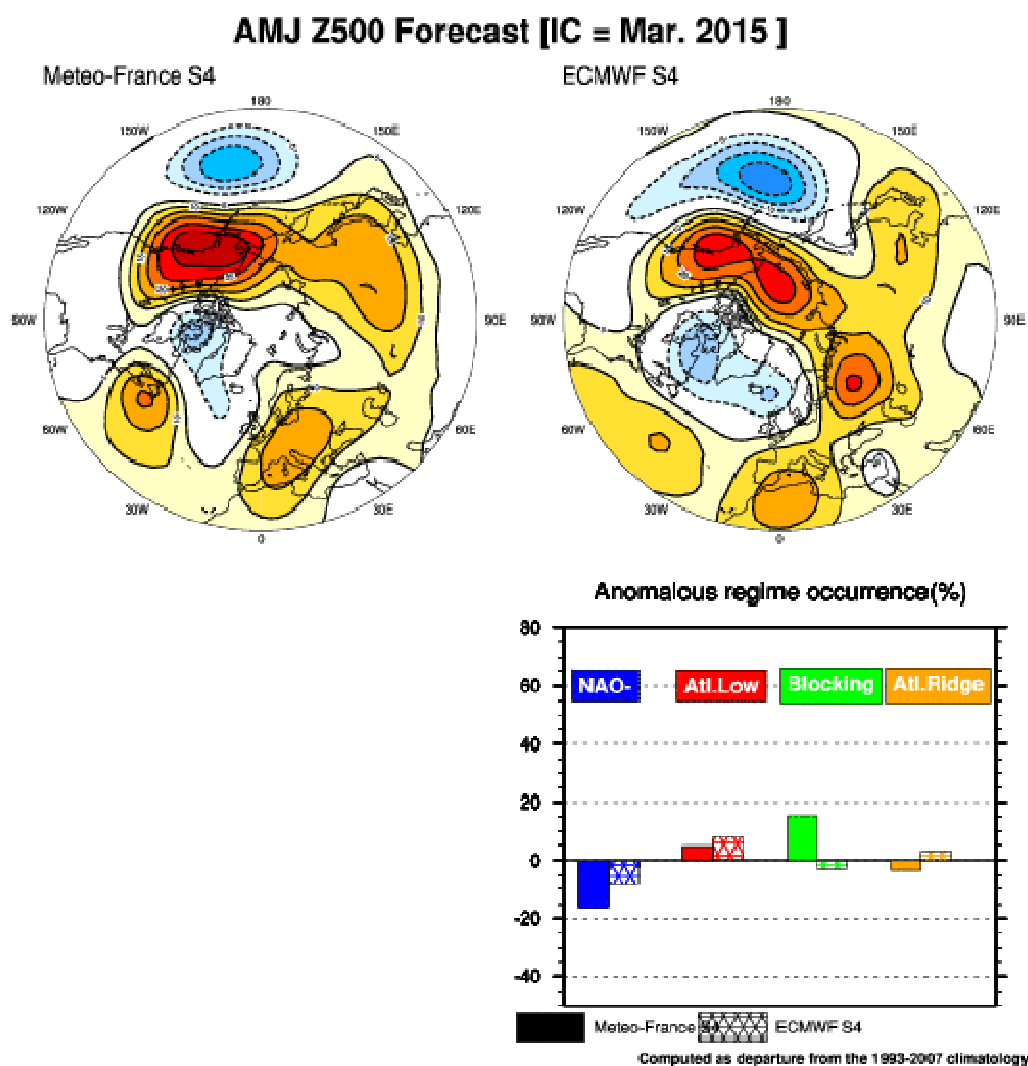 AMJ Z500 Forecast [IC = Mar. 2015 ]
Meteo-France S4
ECMWF S4
180
150W
150E
120W
120E
90W
90E
60W
60E
30W
30E
0
180
150W
150E
120W
120E
90W
90E
60W
60E
30W
30E
0
Anomalous regime occurrence(%)
80
60
40
20
0
-20
-40
NAO-
Atl.Low
Blocking
Atl.Ridge
Meteo-France S4
ECMWF S4
Computed as departure from the 1993-2007 climatology